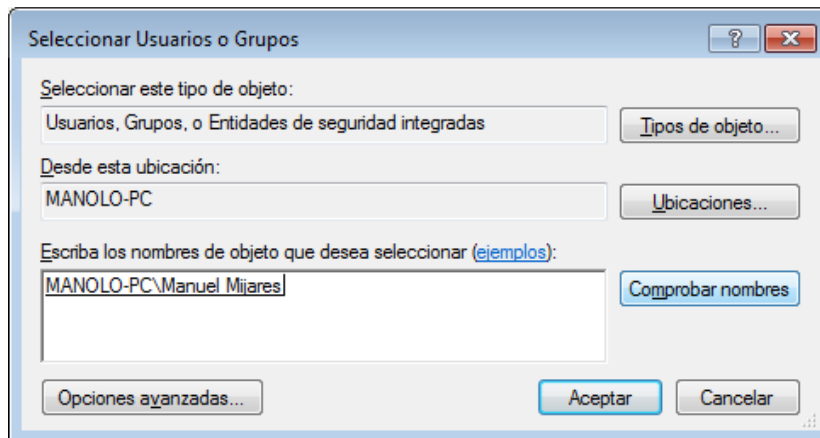 Seleccionar Usuarios o Grupos
Seleccionar este tipo de objeto:
Usuarios, Grupos, o Entidades de seguridad integradas
Tipos de objeto...
Desde esta ubicación:
MANOLO-PC
Ubicaciones...
Escriba los nombres de objeto que desea seleccionar (ejemplos):
MANOLO-PC\Manuel Mijares
Comprobar nombres
Opciones avanzadas...
Aceptar
Cancelar